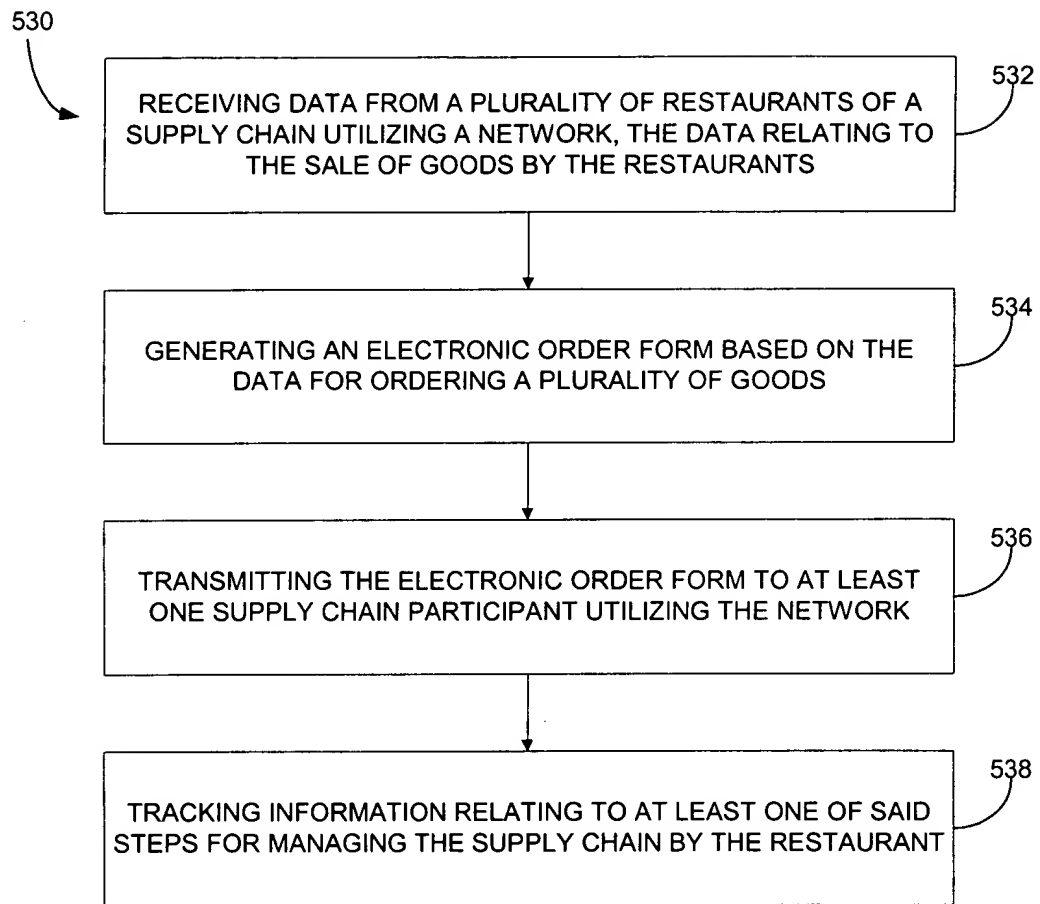 530
532
RECEIVING DATA FROM A PLURALITY OF RESTAURANTS OF A
SUPPLY CHAIN UTILIZING A NETWORK, THE DATA RELATING TO
THE SALE OF GOODS BY THE RESTAURANTS
534
GENERATING AN ELECTRONIC ORDER FORM BASED ON THE
DATA FOR ORDERING A PLURALITY OF GOODS
536
TRANSMITTING THE ELECTRONIC ORDER FORM TO AT LEAST
ONE SUPPLY CHAIN PARTICIPANT UTILIZING THE NETWORK
538
TRACKING INFORMATION RELATING TO AT LEAST ONE OF SAID
STEPS FOR MANAGING THE SUPPLY CHAIN BY THE RESTAURANT